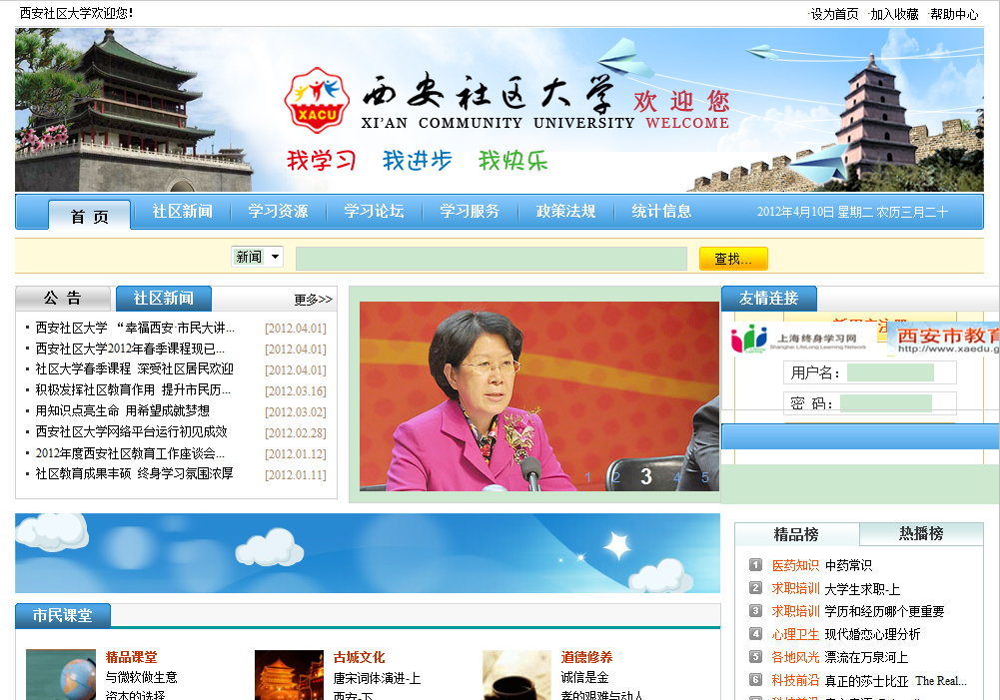 西安社区大学欢迎您!
·设为首页 ·加入收藏 ·帮助中心
XACU
西安社区大学 欢迎您
XI'AN COMMUNITY UNIVERSITY WELCOME
我学习 我进步 我快乐
首 页 社区新闻 学习资源 学习论坛 学习服务 政策法规 统计信息 2012年4月10日 星期二 农历三月二十
新闻 查找...
公 告 社区新闻 更多>>
西安社区大学 “幸福西安·市民大讲... [2012.04.01]
西安社区大学2012年春季课程现已... [2012.04.01]
社区大学春季课程 深受社区居民欢迎 [2012.04.01]
积极发挥社区教育作用 提升市民历... [2012.03.16]
用知识点亮生命 用希望成就梦想 [2012.03.02]
西安社区大学网络平台运行初见成效 [2012.02.28]
2012年度西安社区教育工作座谈会... [2012.01.12]
社区教育成果丰硕 终身学习氛围浓厚 [2012.01.11]
1 2 3 4 5
友情连接
上海终身学习网
Shanghai LifeLong Learning Network
西安市教育
http://www.xaedu.g
用户名:
密 码:
精品榜 热播榜
1 医药知识 中药常识
2 求职培训 大学生求职-上
3 求职培训 学历和经历哪个更重要
4 心理卫生 现代婚恋心理分析
5 各地风光 漂流在万泉河上
6 科技前沿 真正的莎士比亚 The Real...
市民课堂
精品课堂
与微软做生意
资本的选择
古城文化
唐宋词体演进-上
西安-下
道德修养
诚信是金
孝的艰难与动人